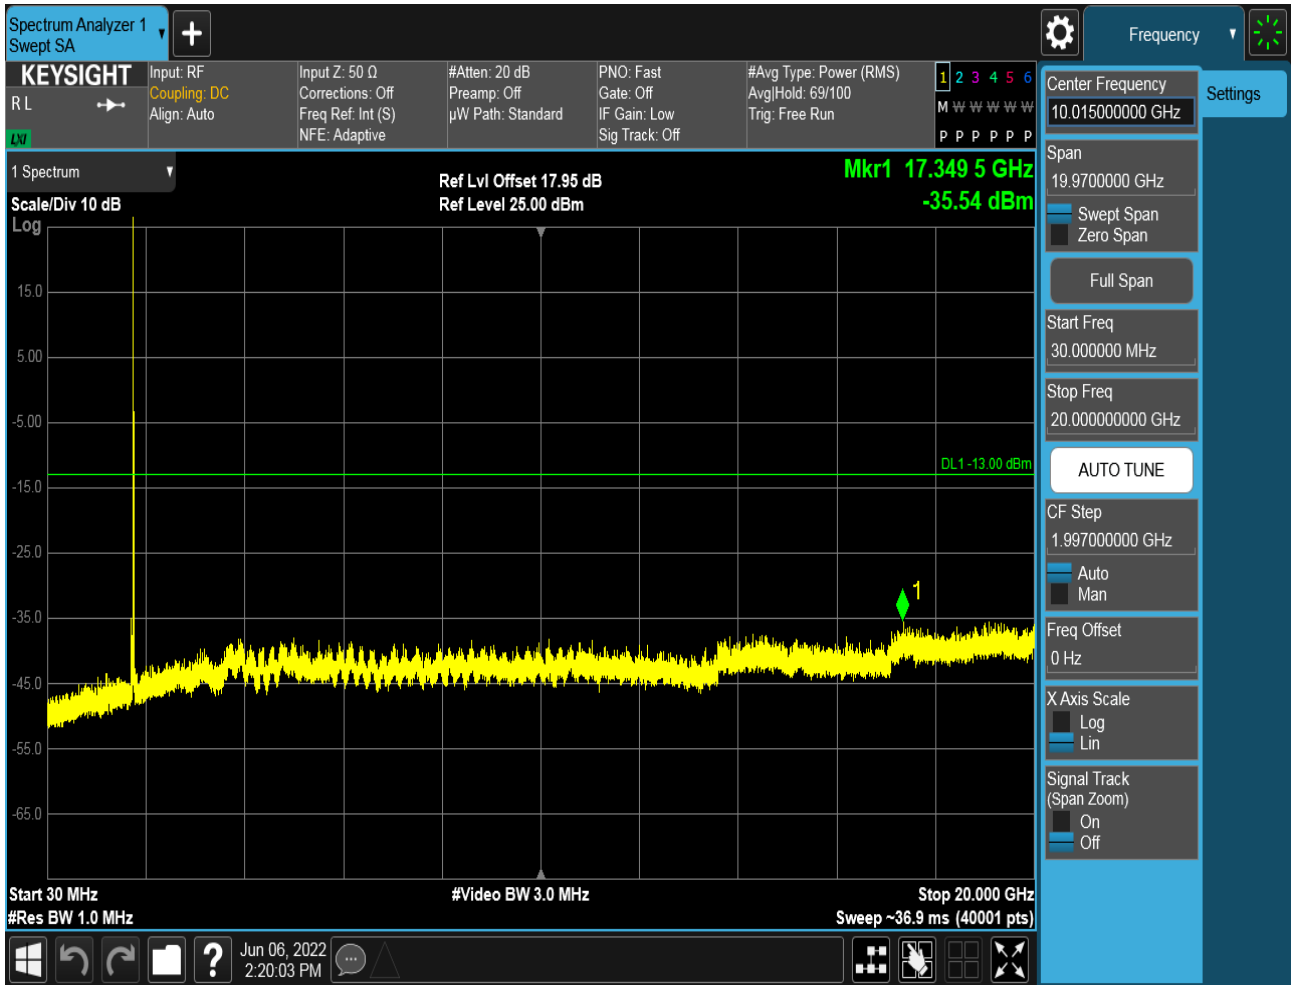 Spectrum Analyzer 1
Swept SA
Frequency
KEYSIGHT
R L
LXI
Input: RF
Coupling: DC
Align: Auto
Input Z: 50 Ω
Corrections: Off
Freq Ref: Int (S)
NFE: Adaptive
#Atten: 20 dB
Preamp: Off
µW Path: Standard
PNO: Fast
Gate: Off
IF Gain: Low
Sig Track: Off
#Avg Type: Power (RMS)
Avg|Hold: 69/100
Trig: Free Run
1 2 3 4 5 6
M W W W W W
P P P P P P
1 Spectrum
Scale/Div 10 dB
Log
Ref Lvl Offset 17.95 dB
Ref Level 25.00 dBm
Mkr1 17.349 5 GHz
-35.54 dBm
15.0
5.00
-5.00
-15.0
-25.0
-35.0
-45.0
-55.0
-65.0
DL1 -13.00 dBm
1
Start 30 MHz
#Res BW 1.0 MHz
#Video BW 3.0 MHz
Stop 20.000 GHz
Sweep ~36.9 ms (40001 pts)
Jun 06, 2022
2:20:03 PM
Center Frequency
10.015000000 GHz
Settings
Span
19.9700000 GHz
Swept Span
Zero Span
Full Span
Start Freq
30.000000 MHz
Stop Freq
20.000000000 GHz
AUTO TUNE
CF Step
1.997000000 GHz
Auto
Man
Freq Offset
0 Hz
X Axis Scale
Log
Lin
Signal Track
(Span Zoom)
On
Off